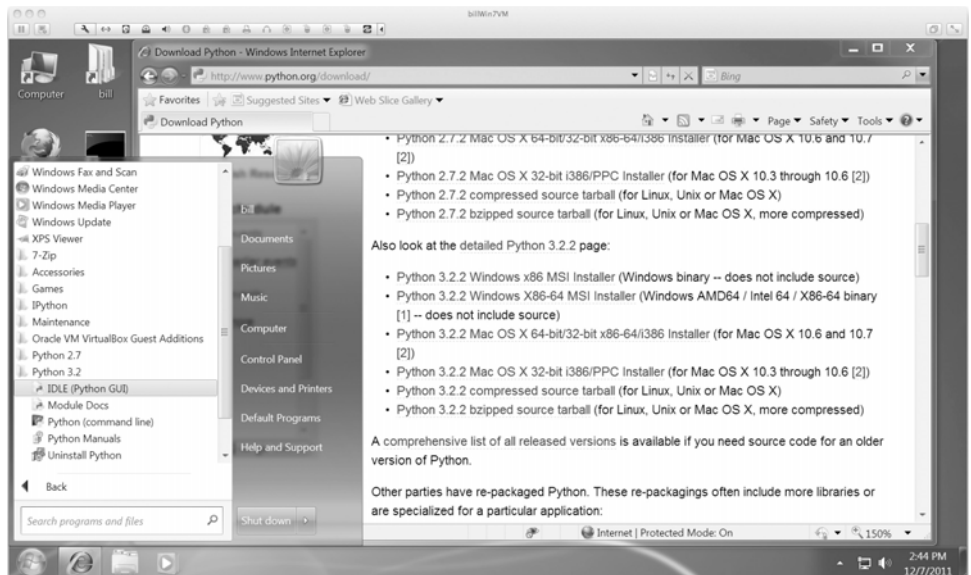 billWin7VM
Computer
bill
Download Python - Windows Internet Explorer
http://www.python.org/download/
Bing
Favorites
Suggested Sites
Web Slice Gallery
Download Python
Page
Safety
Tools
• Python 2.7.2 Mac OS X 64-bit/32-bit x86-64/i386 Installer (for Mac OS X 10.6 and 10.7
[2])
• Python 2.7.2 Mac OS X 32-bit i386/PPC Installer (for Mac OS X 10.3 through 10.6 [2])
• Python 2.7.2 compressed source tarball (for Linux, Unix or Mac OS X)
• Python 2.7.2 bzipped source tarball (for Linux, Unix or Mac OS X, more compressed)
Also look at the detailed Python 3.2.2 page:
• Python 3.2.2 Windows x86 MSI Installer (Windows binary -- does not include source)
• Python 3.2.2 Windows X86-64 MSI Installer (Windows AMD64 / Intel 64 / X86-64 binary
[1] -- does not include source)
• Python 3.2.2 Mac OS X 64-bit/32-bit x86-64/i386 Installer (for Mac OS X 10.6 and 10.7
[2])
• Python 3.2.2 Mac OS X 32-bit i386/PPC Installer (for Mac OS X 10.3 through 10.6 [2])
• Python 3.2.2 compressed source tarball (for Linux, Unix or Mac OS X)
• Python 3.2.2 bzipped source tarball (for Linux, Unix or Mac OS X, more compressed)
A comprehensive list of all released versions is available if you need source code for an older
version of Python.
Other parties have re-packaged Python. These re-packagings often include more libraries or
are specialized for a particular application:
Internet | Protected Mode: On
150%
Windows Fax and Scan
Windows Media Center
Windows Media Player
Windows Update
XPS Viewer
7-Zip
Accessories
Games
IPython
Maintenance
Oracle VM VirtualBox Guest Additions
Python 2.7
Python 3.2
IDLE (Python GUI)
Module Docs
Python (command line)
Python Manuals
Uninstall Python
Back
Search programs and files
bill
Documents
Pictures
Music
Computer
Control Panel
Devices and Printers
Default Programs
Help and Support
Shut down
2:44 PM
12/7/2011